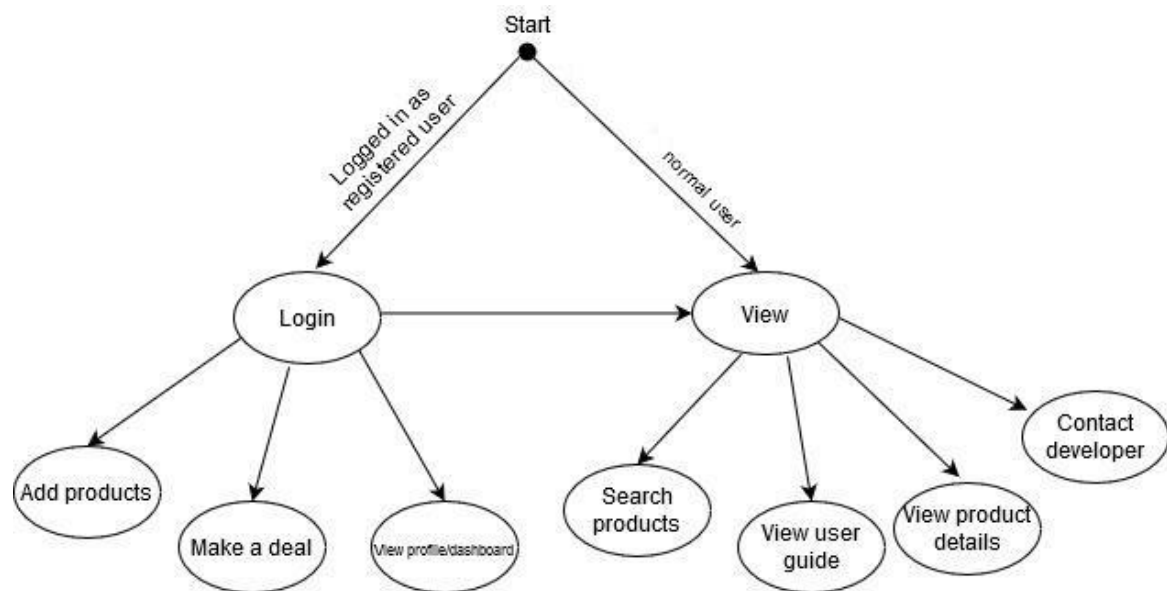 Start
Logged in as
registered user
normal user
Login
View
Add products
Make a deal
View profile/dashboard
Search
products
View user
guide
View product
details
Contact
developer